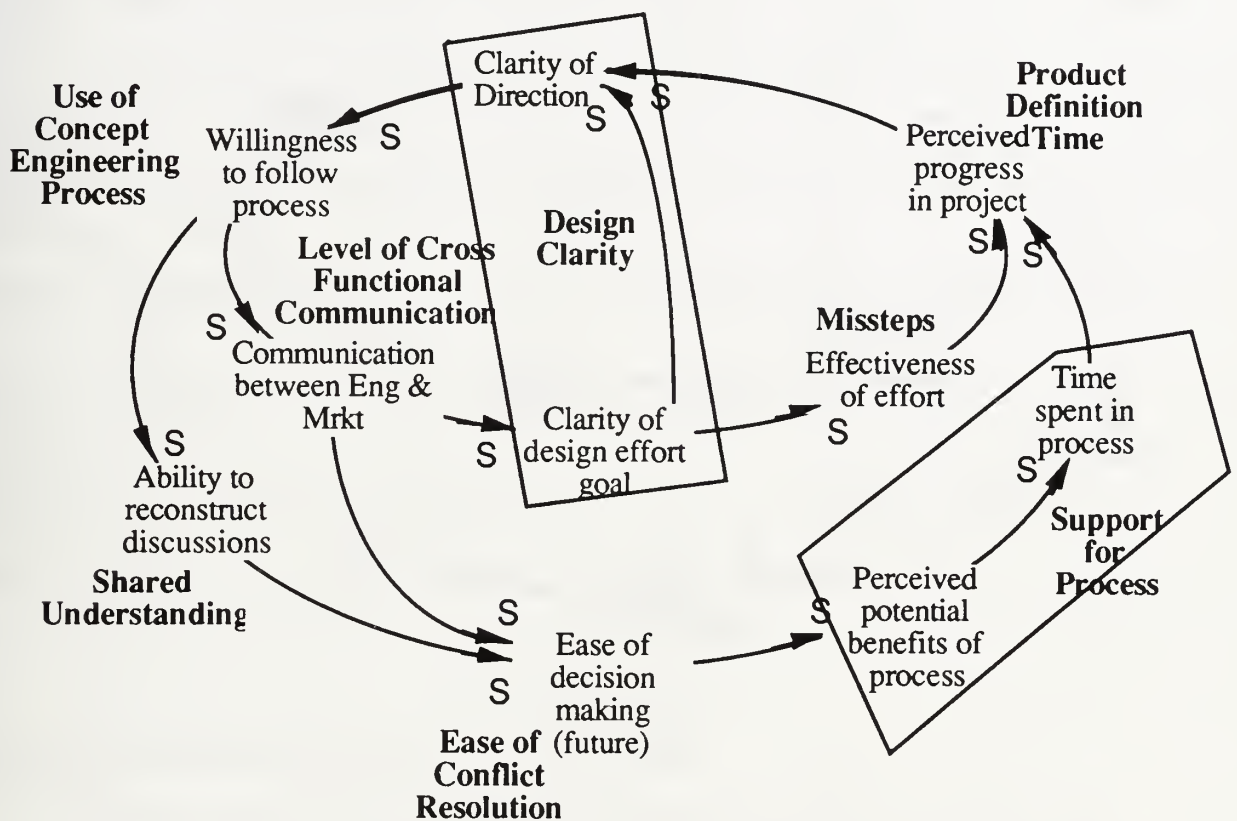 Clarity of
Direction
S
S
Use of
Concept
Engineering
Process
Willingness
to follow
process
S
Product
Definition
Time
Perceived
progress
in project
S
S
Design
Clarity
Level of Cross
Functional
Communication
S
Communication
between Eng &
Mrkt
Missteps
Effectiveness
of effort
S
Time
spent in
process
S
Clarity of
design effort
goal
S
S
Ability to
reconstruct
discussions
Shared
Understanding
Support
for
Process
Perceived
potential
benefits of
process
S
S
S
Ease of
decision
making
(future)
Ease of
Conflict
Resolution